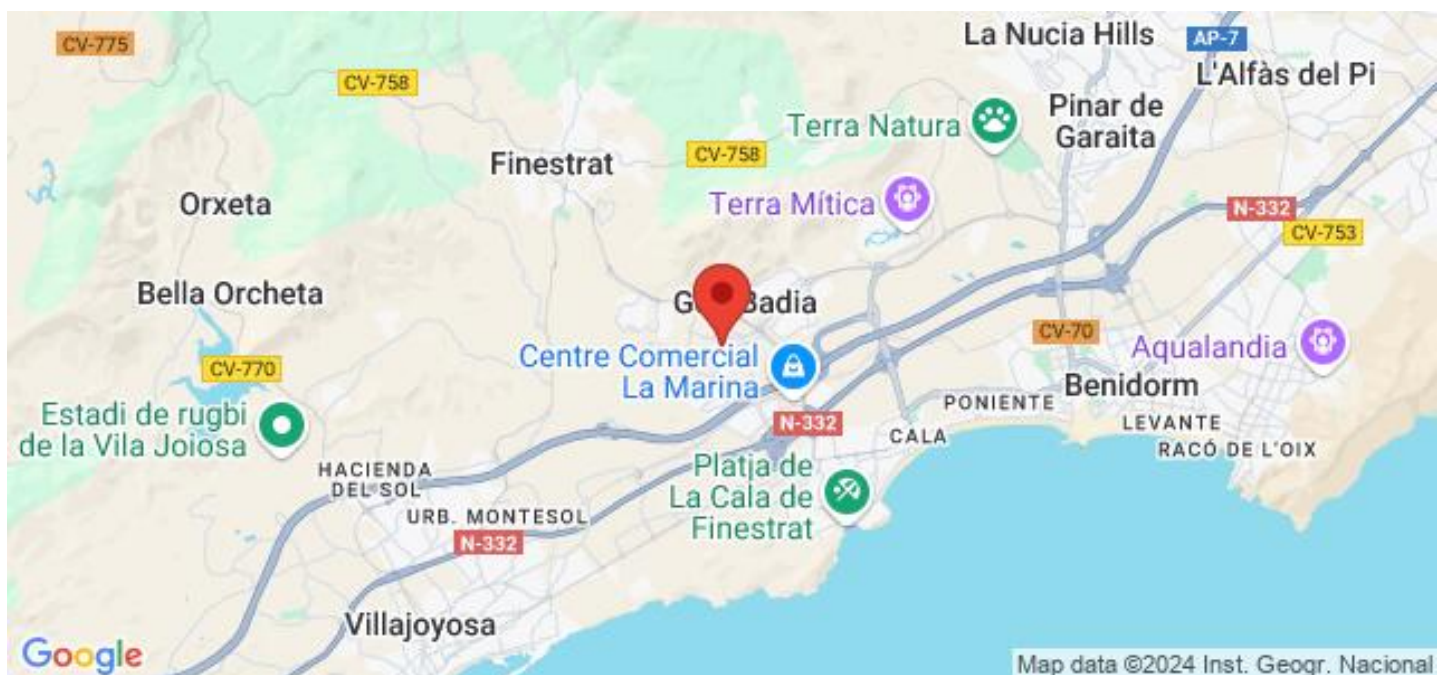 CV-775
La Nucia Hills
AP-7
CV-758
L'Alfàs del Pi
Terra Natura
Pinar de
Garaita
Finestrat
CV-758
Orxeta
Terra Mítica
N-332
CV-753
Bella Orcheta
Badia
CV-70
Centre Comercial
La Marina
Aqualandia
CV-770
Benidorm
PONIENTE
Estadi de rugbi
de la Vila Joiosa
N-332
CALA
LEVANTE
RACÓ DE L'OIX
HACIENDA
DEL SOL
Platja de
La Cala de
Finestrat
URB. MONTESOL
N-332
Villajoyosa
Google
Map data ©2024 Inst. Geogr. Nacional